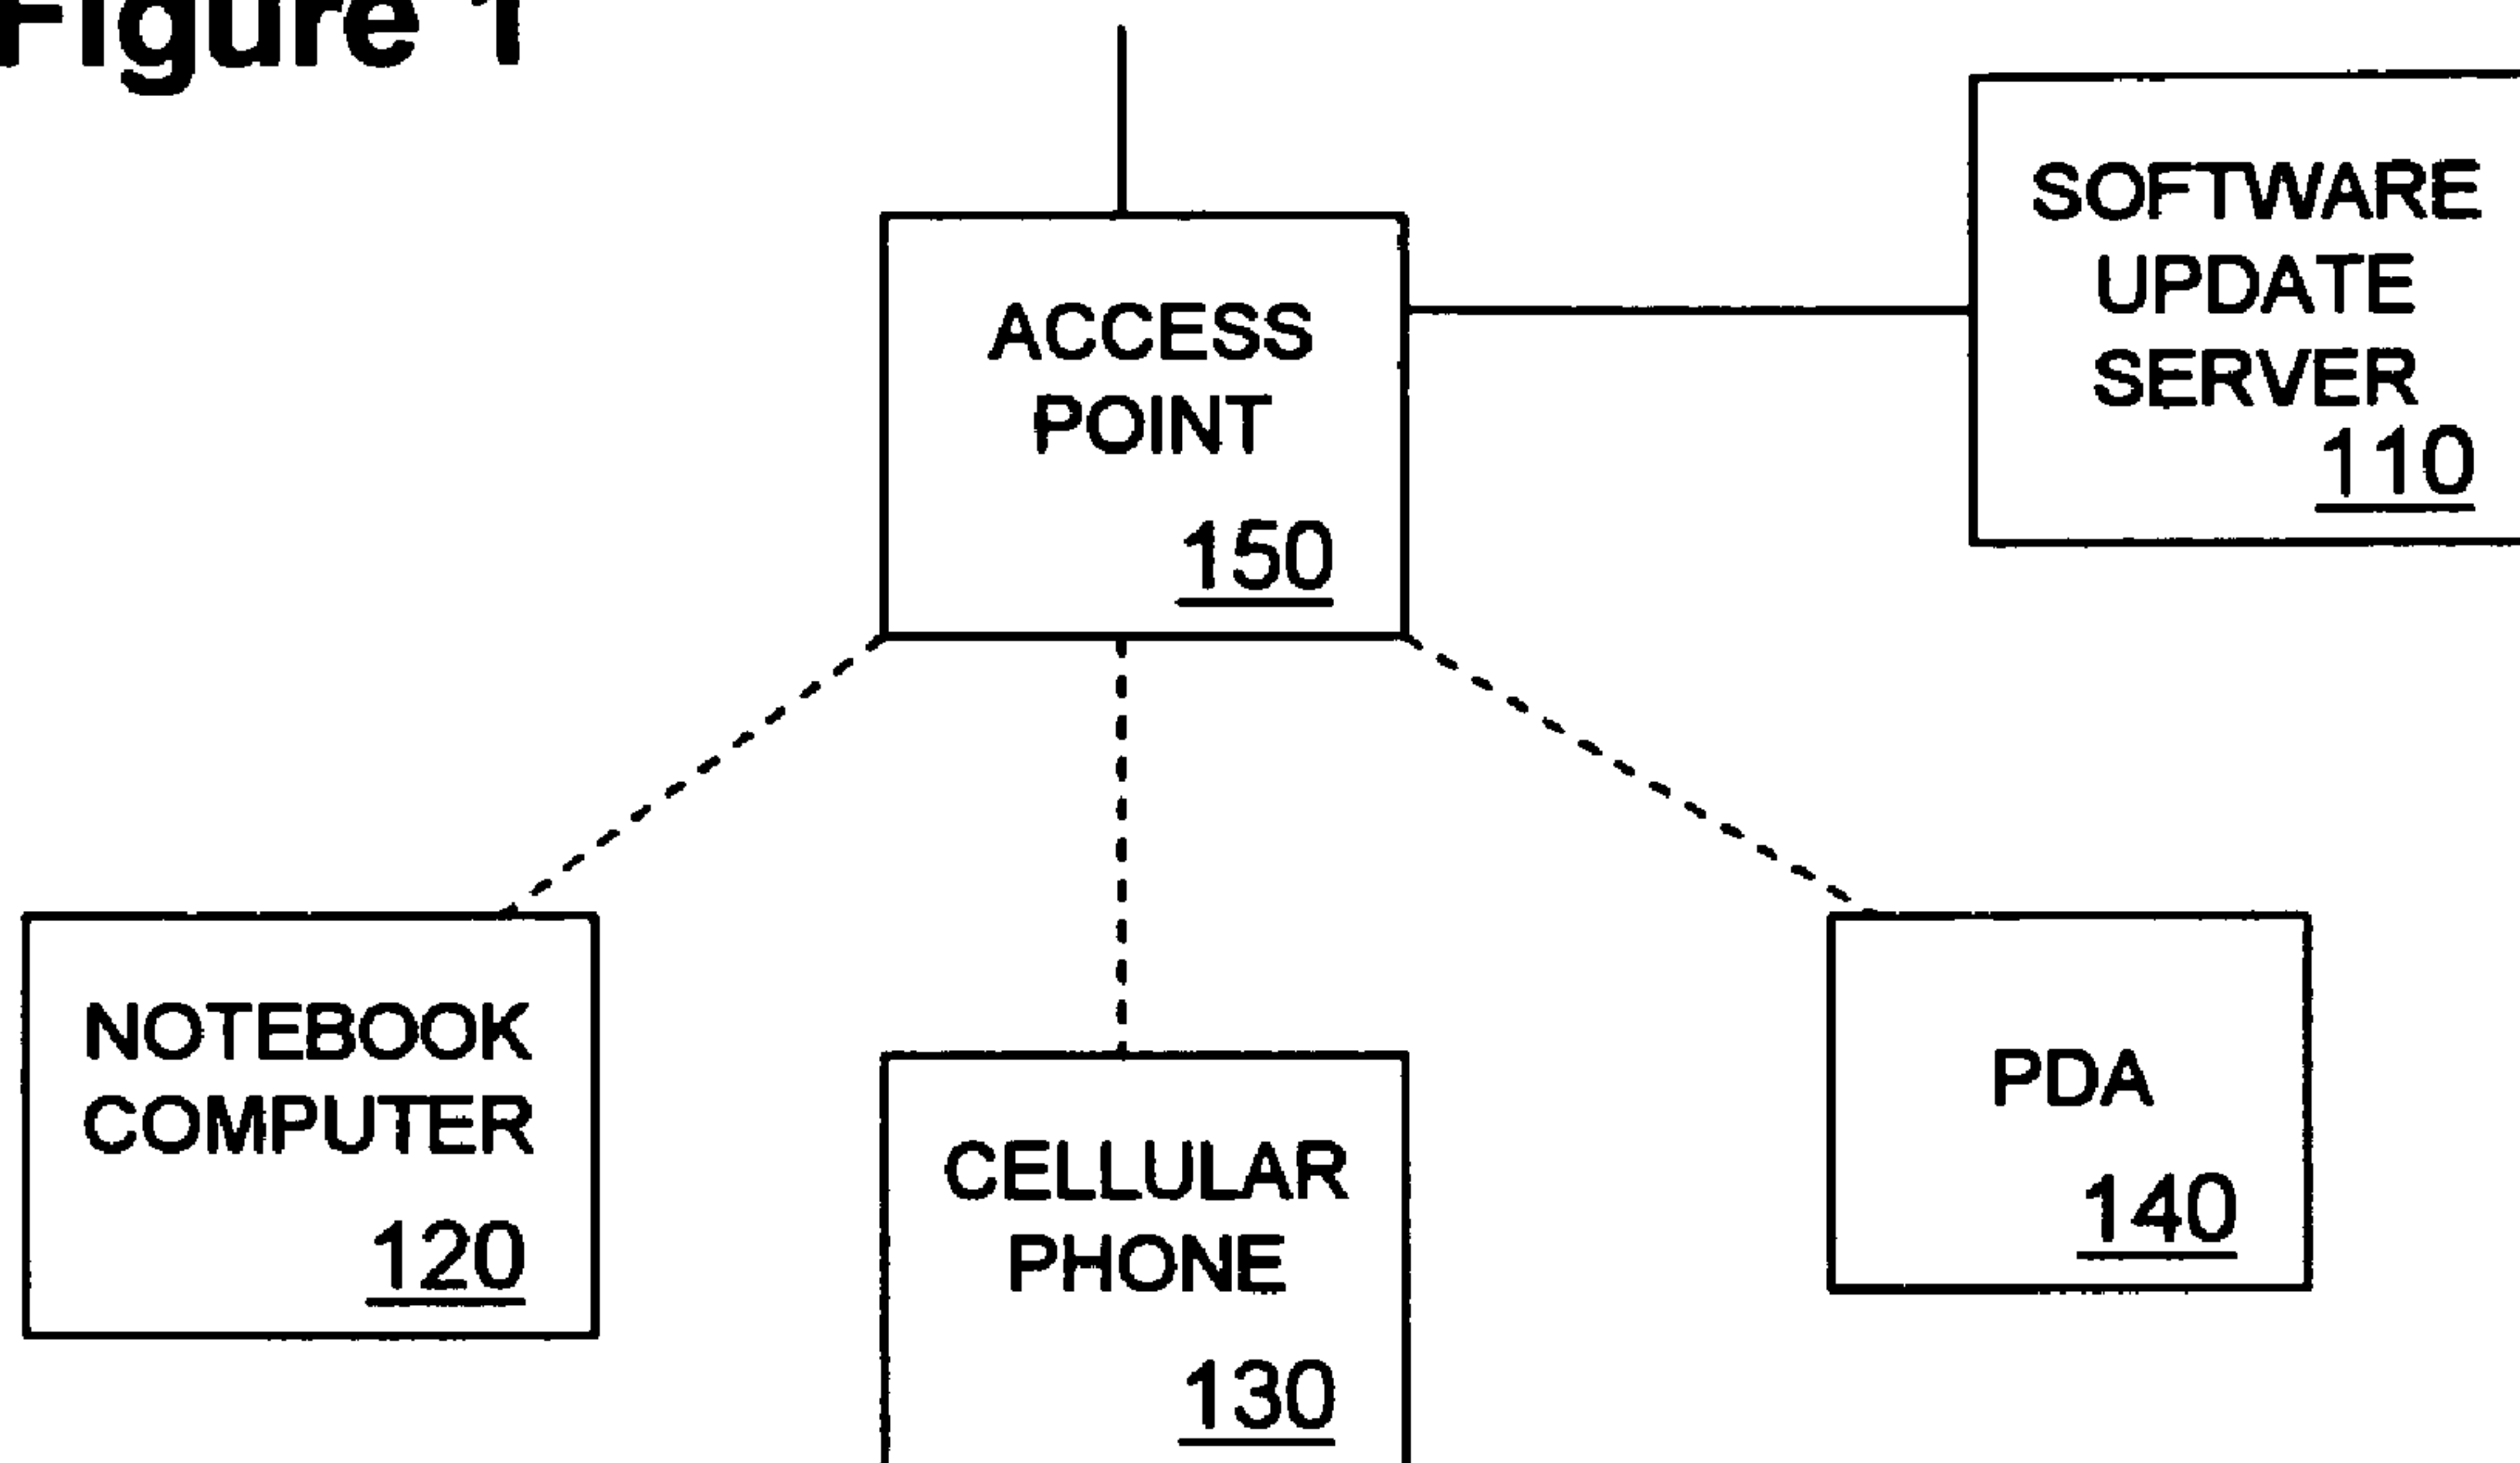 Figure 1
SOFTWARE
UPDATE
SERVER
110
ACCESS
POINT
150
NOTEBOOK
COMPUTER
120
CELLULAR
PHONE
130
PDA
140